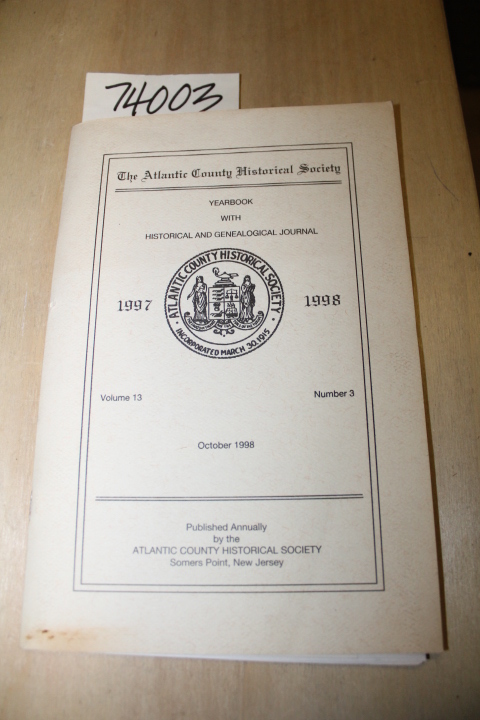 74003
The Atlantic County Historical Society
YEARBOOK
WITH
HISTORICAL AND GENEALOGICAL JOURNAL
ATLANTIC COUNTY HISTORICAL SOCIETY
INCORPORATED MARCH 30, 1915
1997 1998
Volume 13 Number 3
October 1998
Published Annually
by the
ATLANTIC COUNTY HISTORICAL SOCIETY
Somers Point, New Jersey